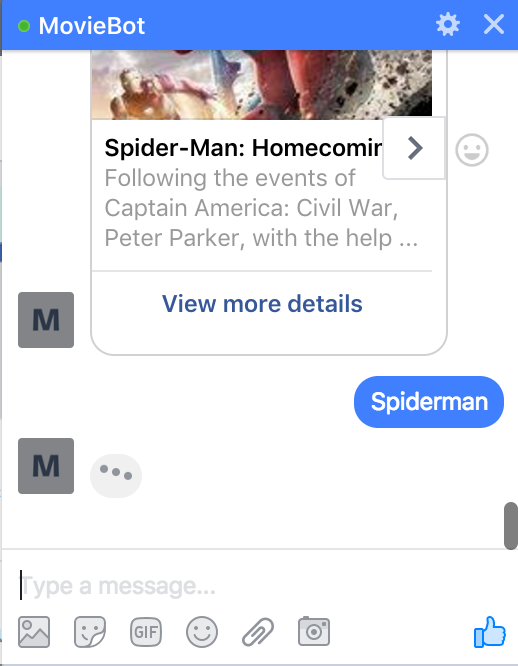 MovieBot
Spider-Man: Homecomin
Following the events of
Captain America: Civil War,
Peter Parker, with the help ...
View more details
M
Spiderman
M
Type a message...
GIF